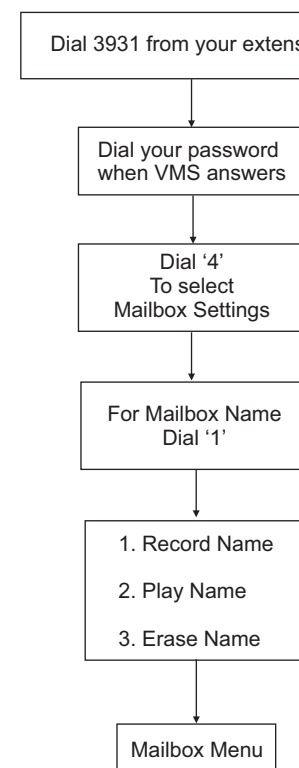 Dial 3931 from your
Dial your password
when VMS answers
Dial ‘4’
To select
Mailbox Settings
For Mailbox Name
Dial ‘1’
1. Record Name
2. Play Name
3. Erase Name
Mailbox Menu